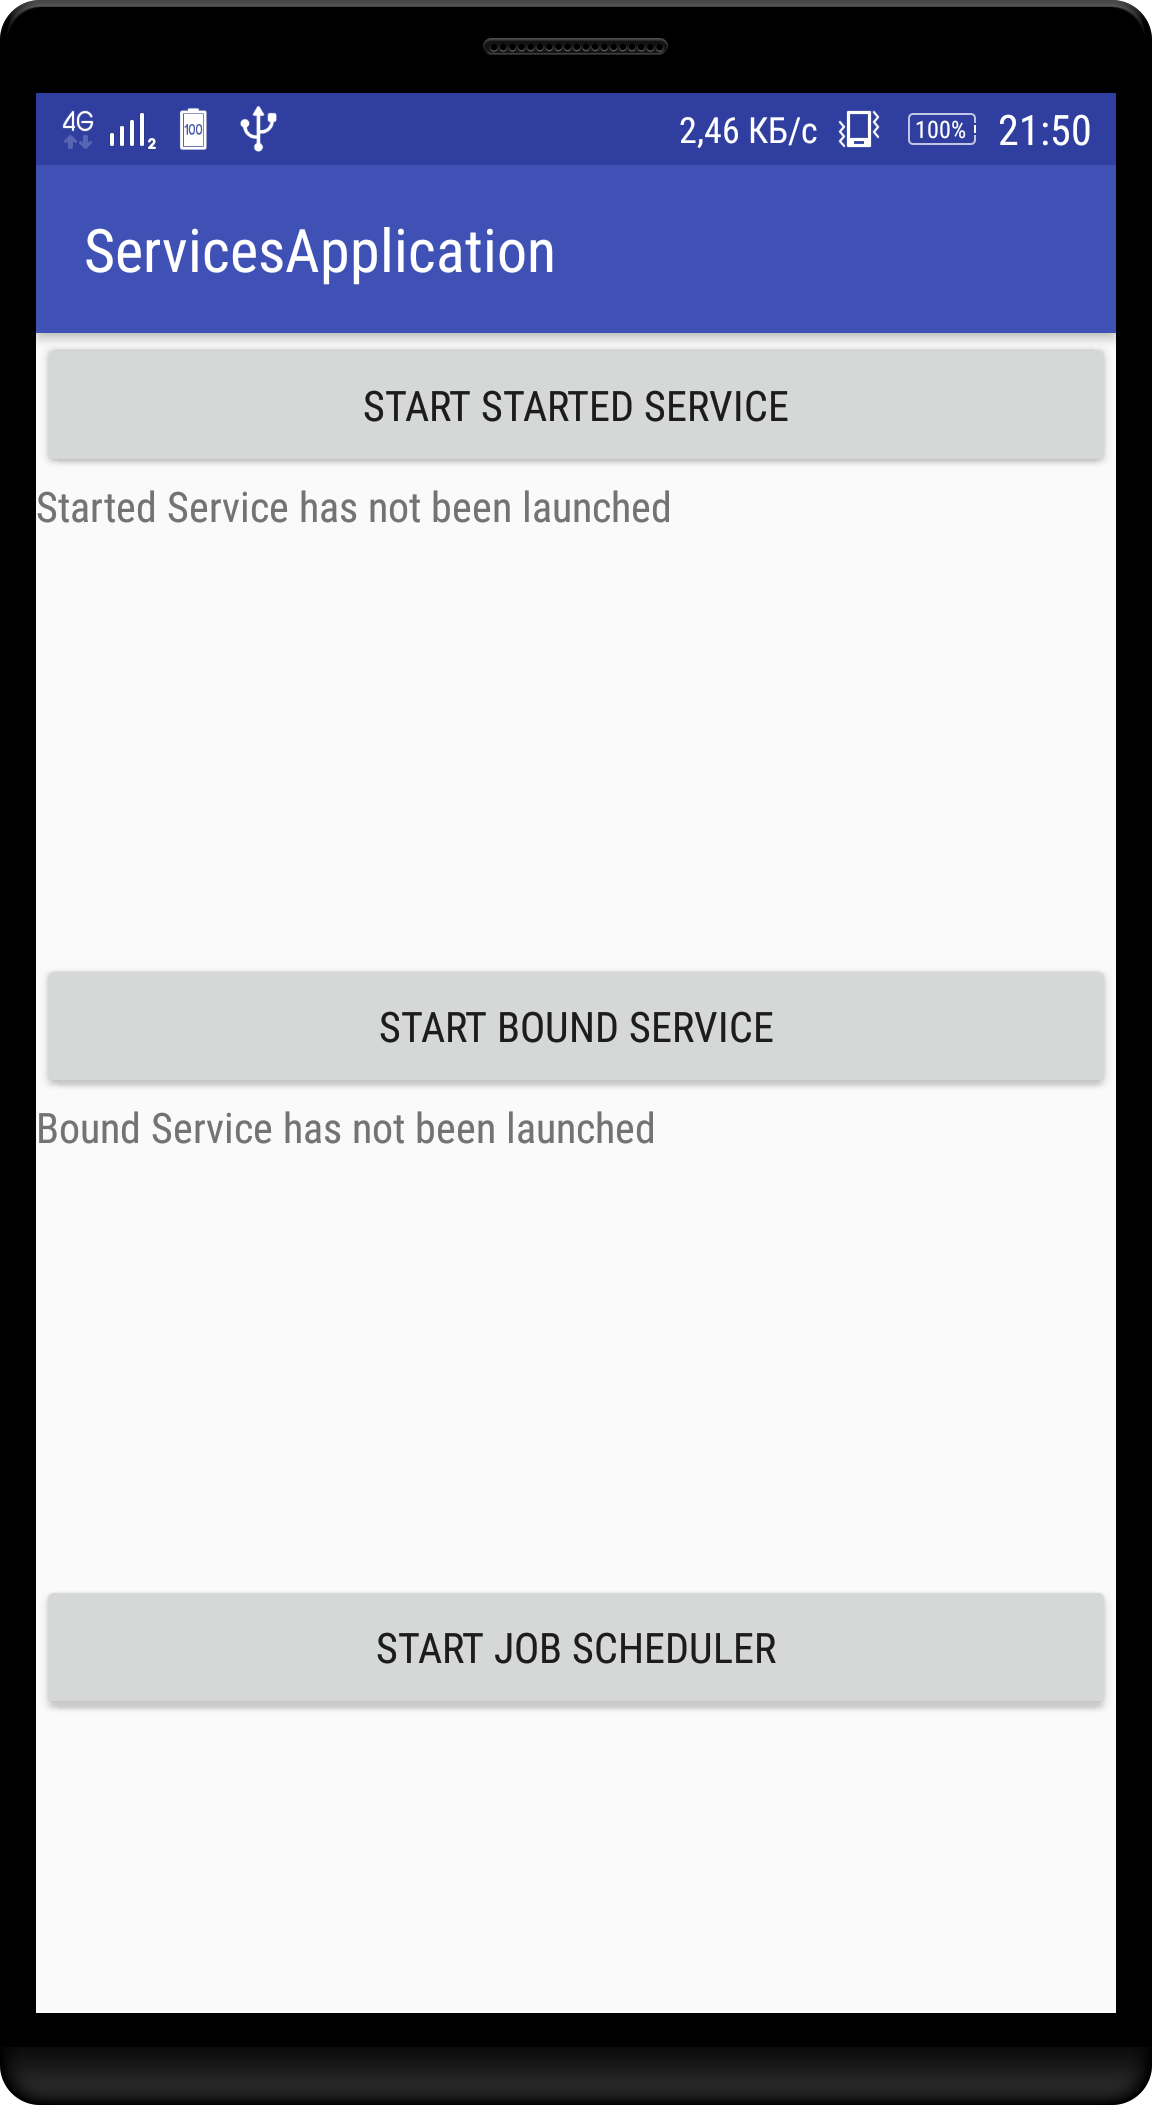 4G 2 100 2,46 КБ/с 100% 21:50
ServicesApplication
START STARTED SERVICE
Started Service has not been launched
START BOUND SERVICE
Bound Service has not been launched
START JOB SCHEDULER